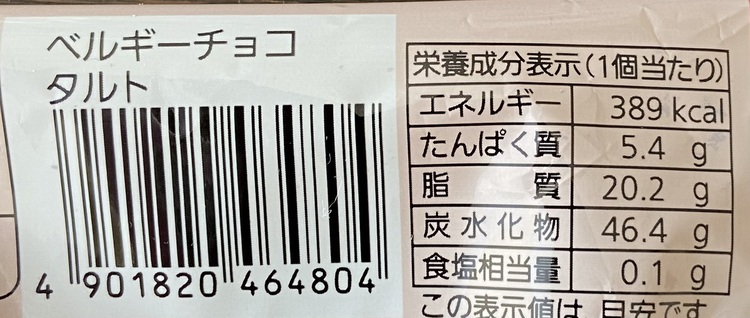 ベルギーチョコ
タルト
4 901820 464804
栄養成分表示(1個当たり)
エネルギー 389 kcal
たんぱく質 5.4 g
脂質 20.2 g
炭水化物 46.4 g
食塩相当量 0.1 g
この表示値は、目安です